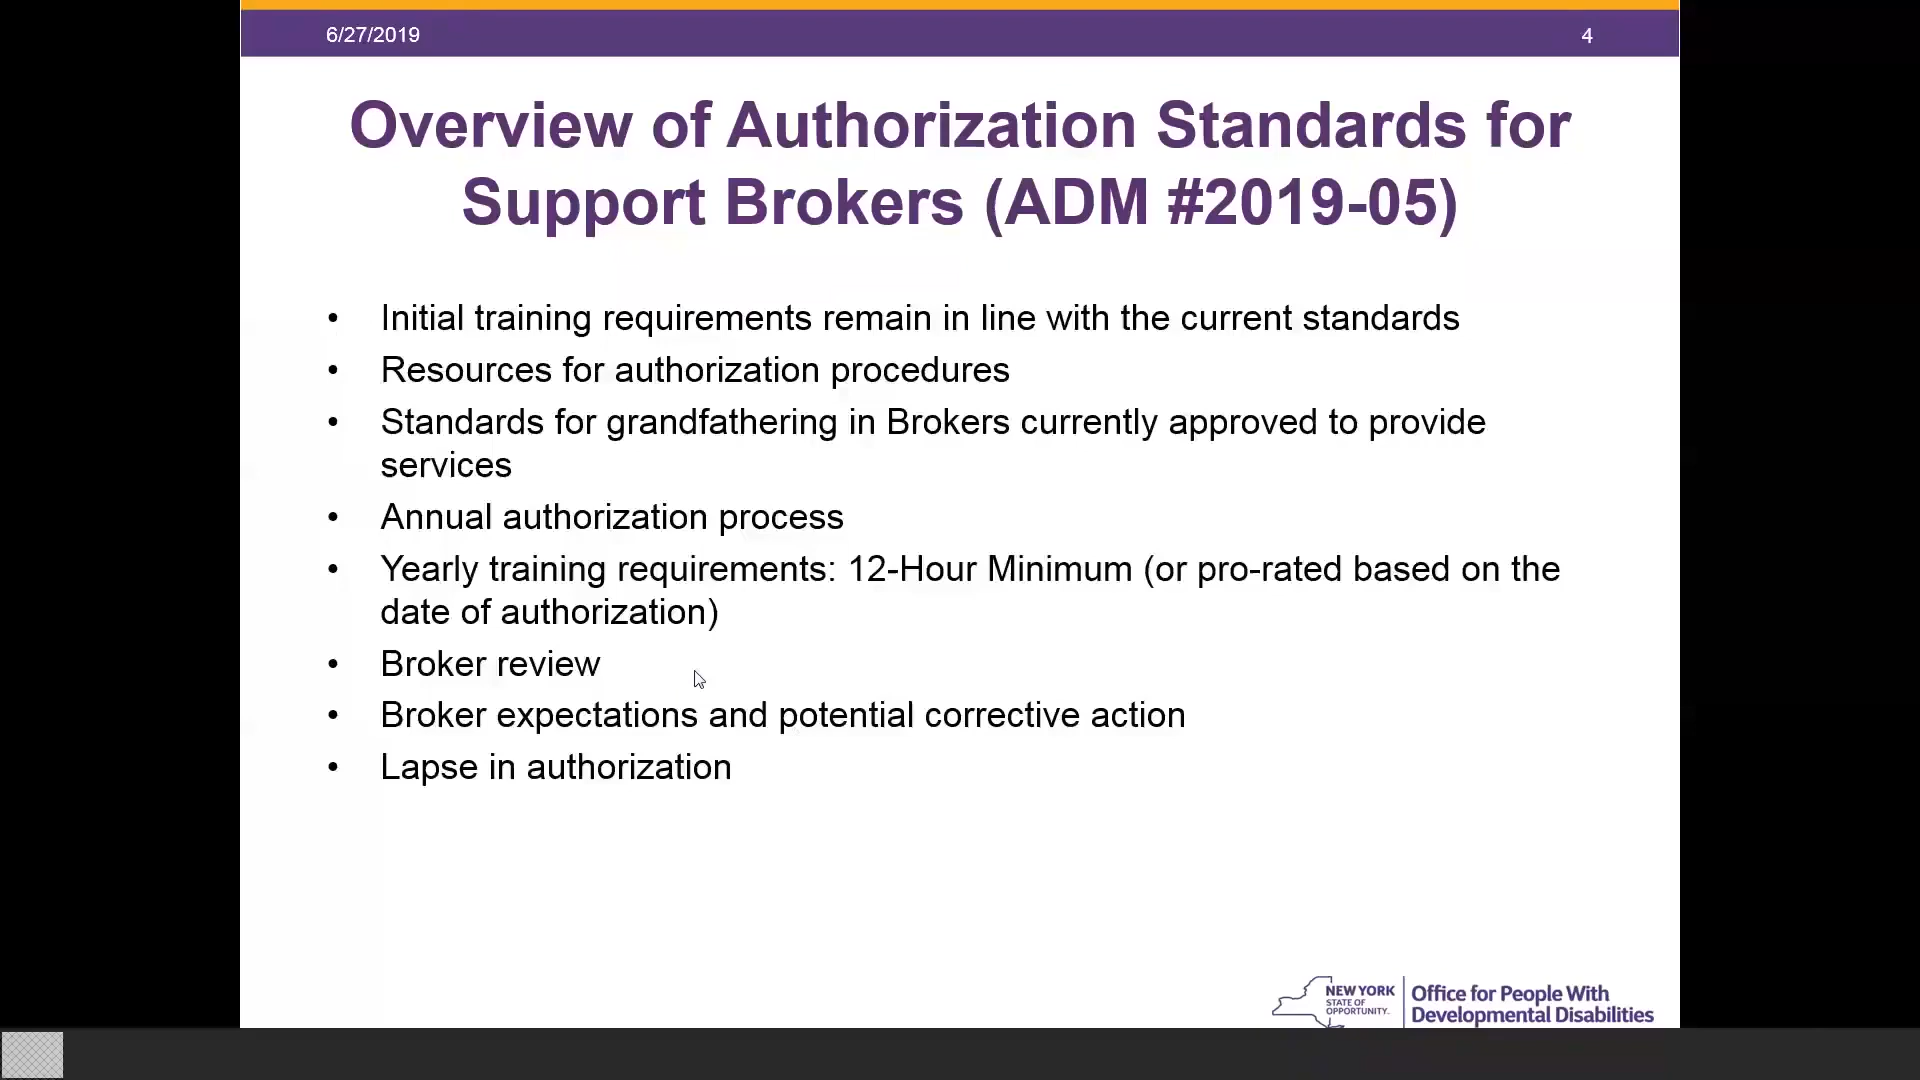 6/27/2019
4
Overview of Authorization Standards for
Support Brokers (ADM #2019-05)
• Initial training requirements remain in line with the current standards
• Resources for authorization procedures
• Standards for grandfathering in Brokers currently approved to provide
services
• Annual authorization process
• Yearly training requirements: 12-Hour Minimum (or pro-rated based on the
date of authorization)
• Broker review
• Broker expectations and potential corrective action
• Lapse in authorization
NEW YORK
STATE OF
OPPORTUNITY.
Office for People With
Developmental Disabilities